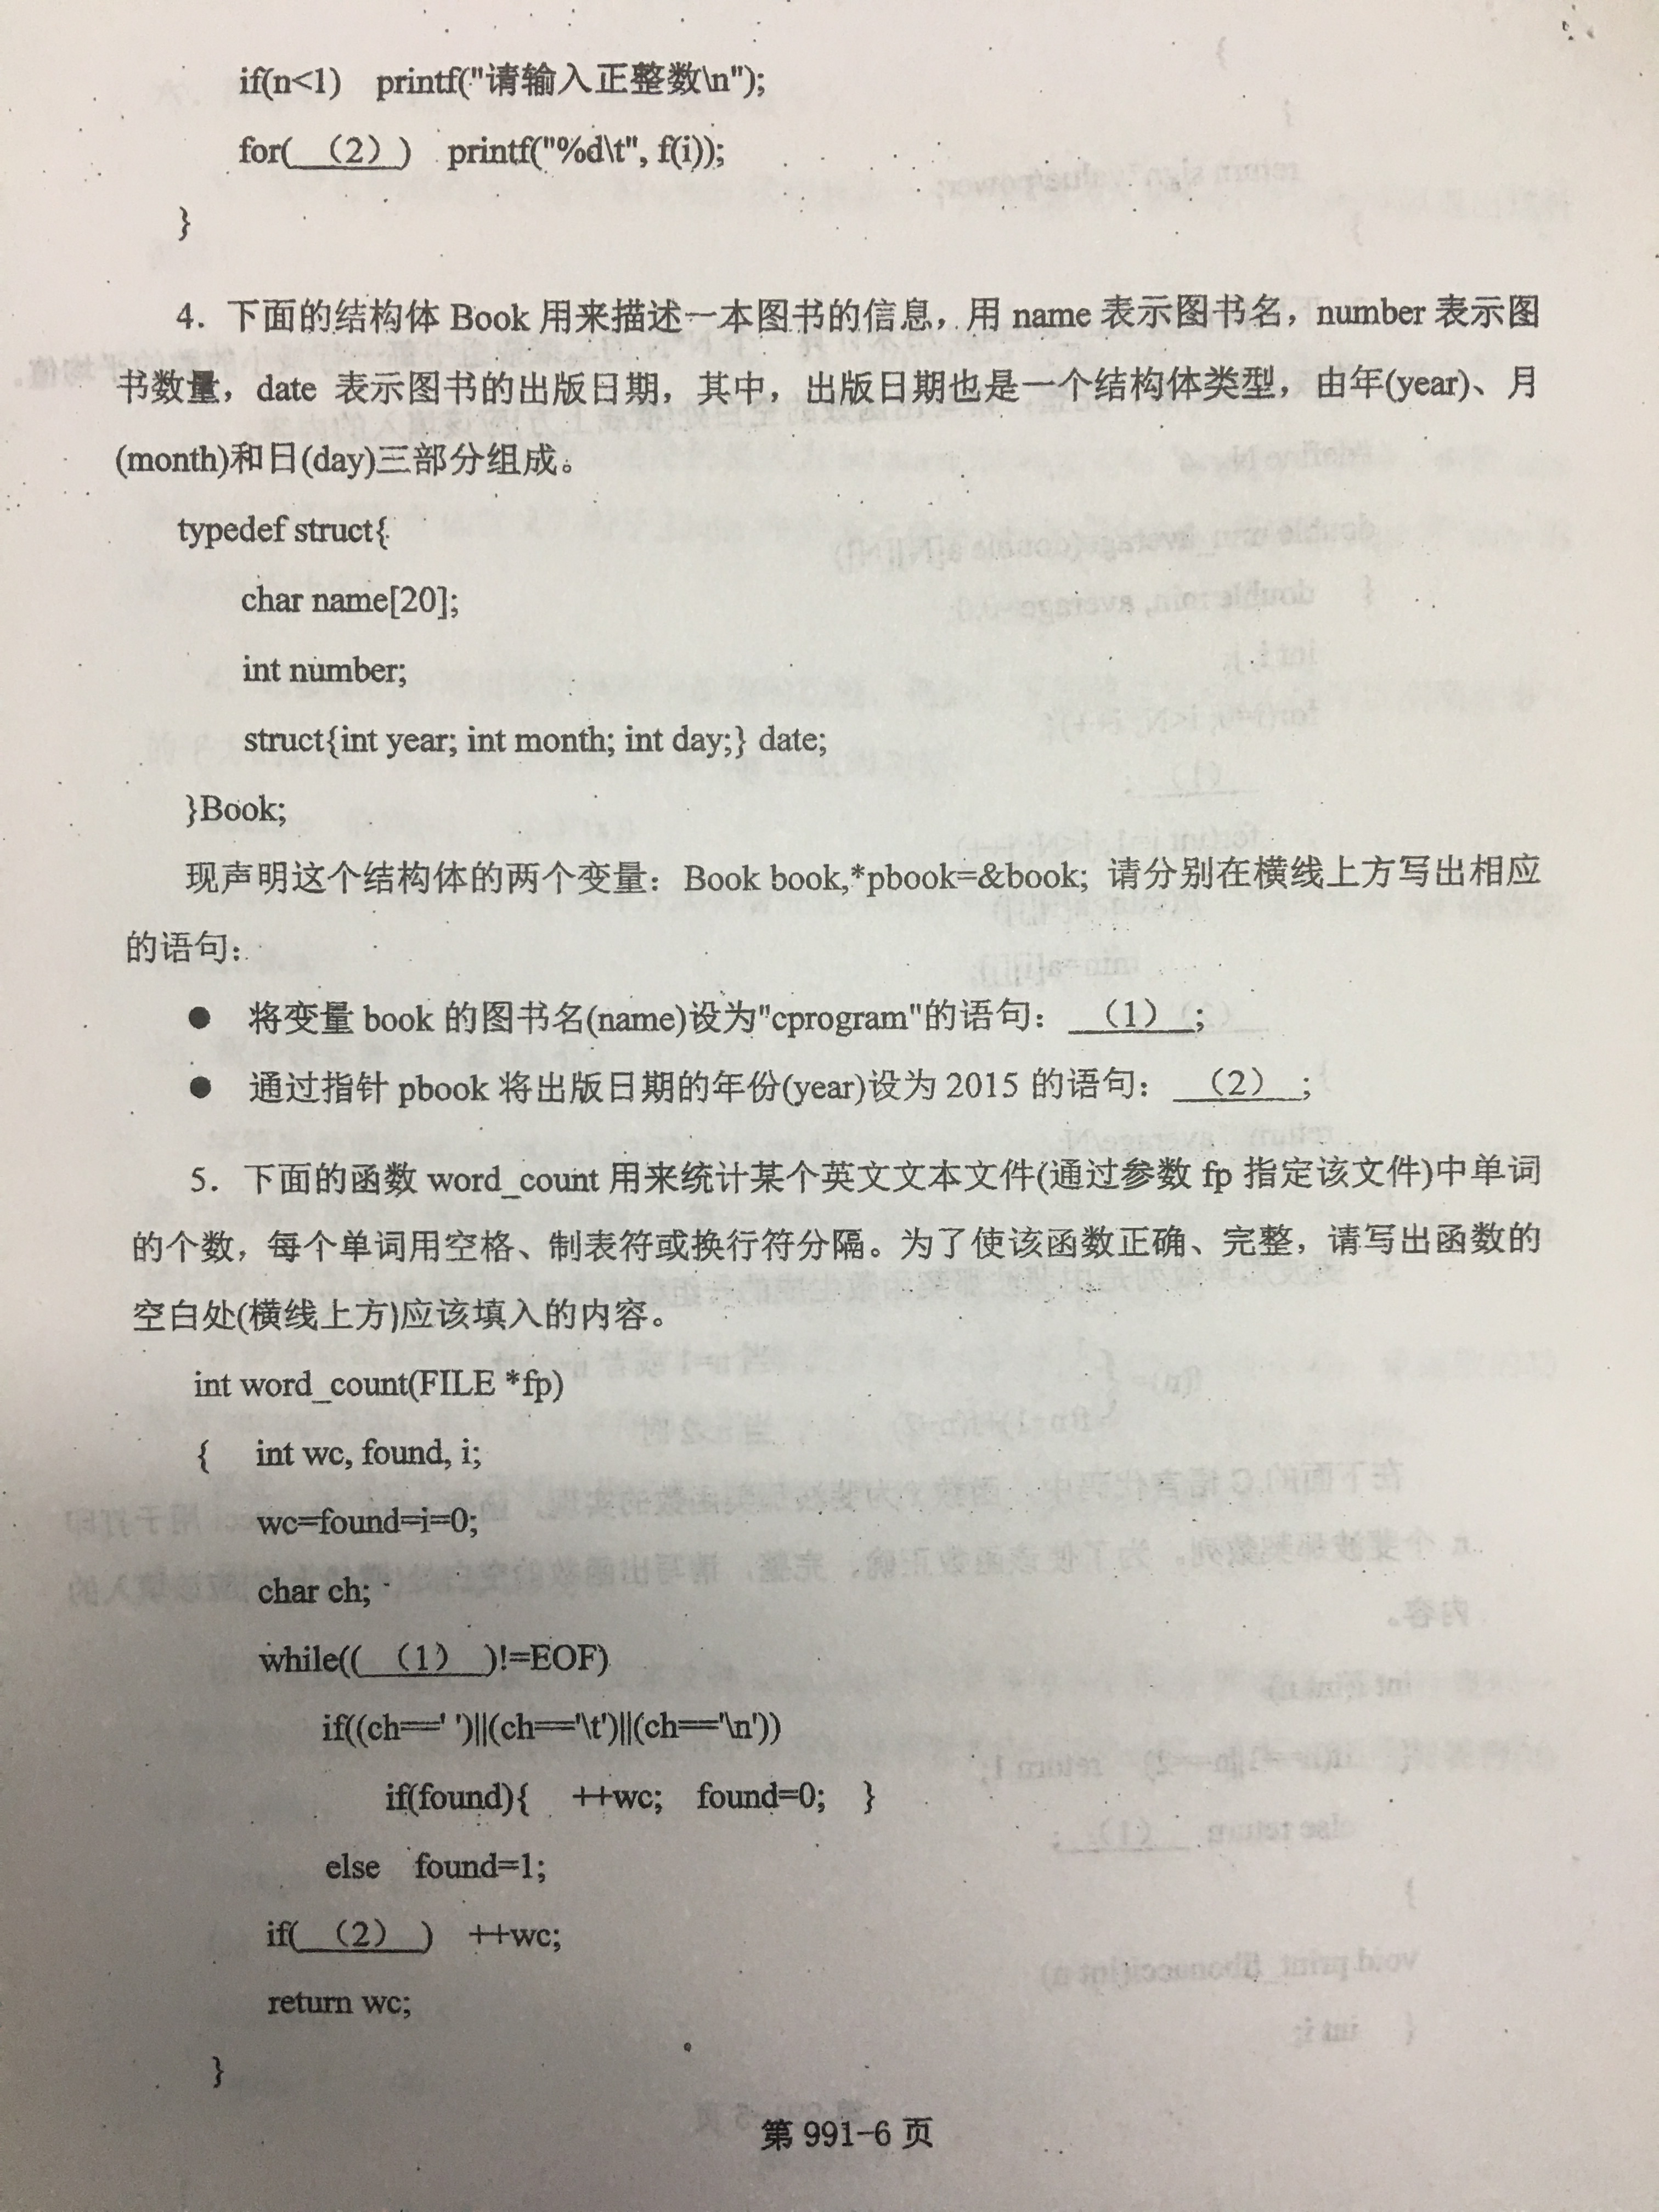 if(n<1) printf("请输入正整数\n");
for( （2） ) printf("%d\t", f(i));
}
4. 下面的结构体 Book 用来描述一本图书的信息，用 name 表示图书名，number 表示图
书数量，date 表示图书的出版日期，其中，出版日期也是一个结构体类型，由年(year)、月
(month)和日(day)三部分组成。
typedef struct{
char name[20];
int number;
struct{int year; int month; int day;} date;
}Book;
现声明这个结构体的两个变量：Book book,*pbook=&book; 请分别在横线上方写出相应
的语句：
● 将变量 book 的图书名(name)设为"cprogram"的语句： （1） ;
● 通过指针 pbook 将出版日期的年份(year)设为 2015 的语句： （2） ;
5. 下面的函数 word_count 用来统计某个英文文本文件(通过参数 fp 指定该文件)中单词
的个数，每个单词用空格、制表符或换行符分隔。为了使该函数正确、完整，请写出函数的
空白处(横线上方)应该填入的内容。
int word_count(FILE *fp)
{ int wc, found, i;
wc=found=i=0;
char ch;
while(( （1） )!=EOF)
if((ch==' ')||(ch=='\t')||(ch=='\n'))
if(found){ ++wc; found=0; }
else found=1;
if( （2） ) ++wc;
return wc;
}
第 991-6 页